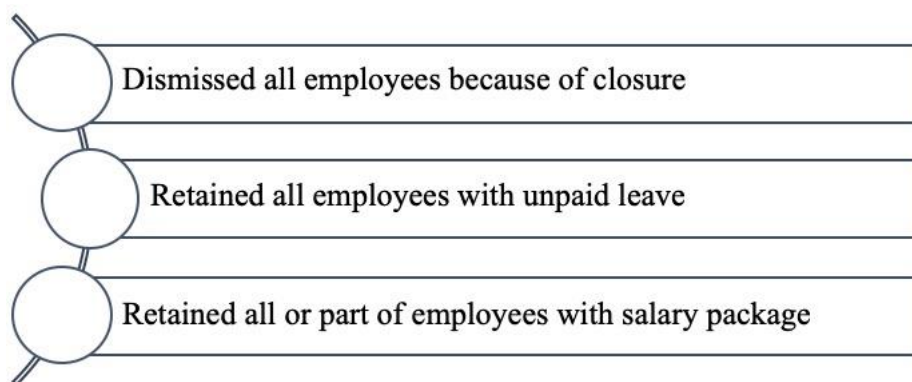 Dismissed all employees because of closure
Retained all employees with unpaid leave
Retained all or part of employees with salary package